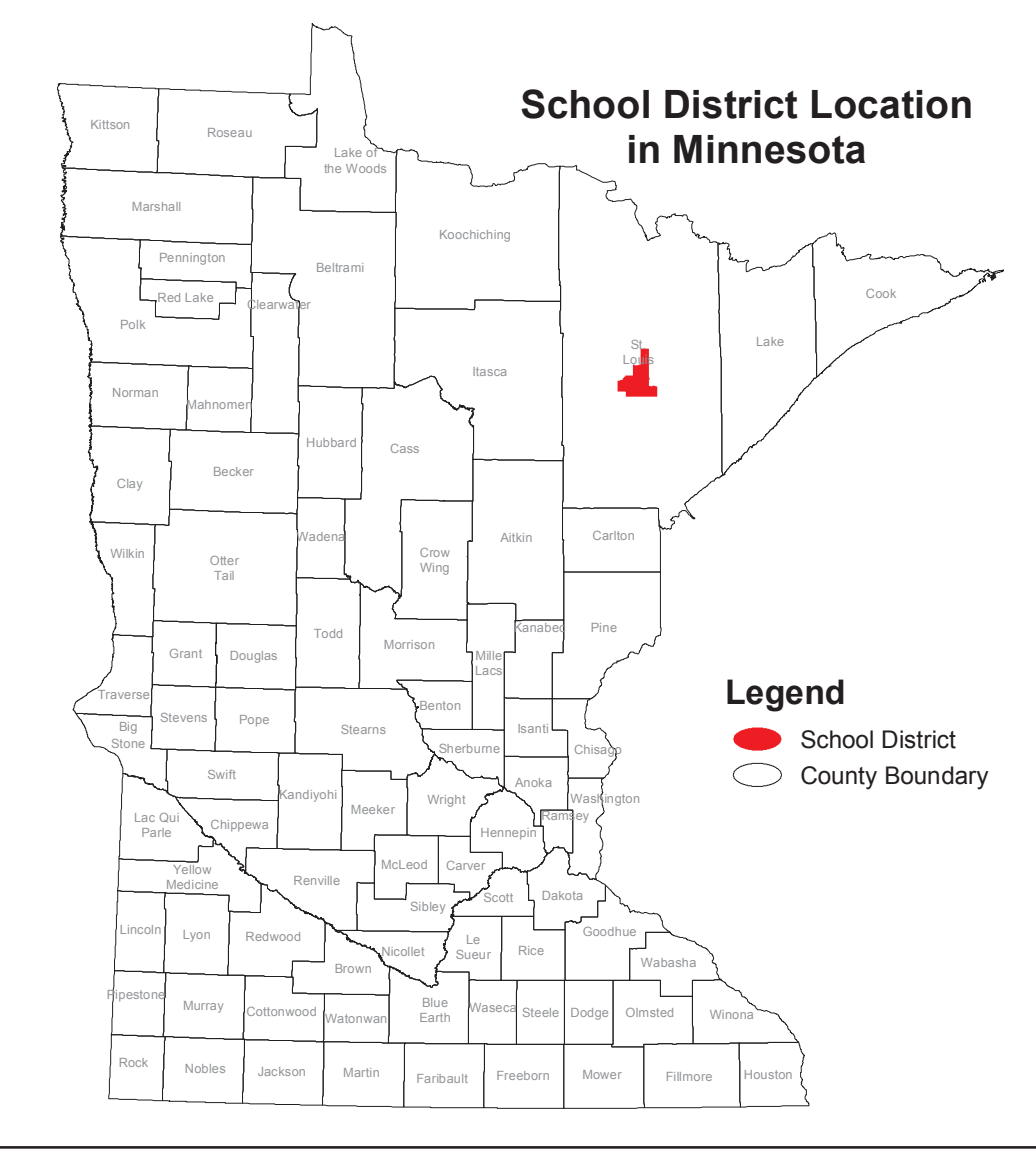 School District Location
in Minnesota
Kittson
Roseau
Lake of
the Woods
Marshall
Koochiching
Pennington
Beltrami
Red Lake
Clearwater
Cook
Polk
St.
Louis
Lake
Itasca
Norman
Mahnomen
Hubbard
Cass
Becker
Clay
Wadena
Aitkin
Carlton
Wilkin
Crow
Wing
Otter
Tail
Todd
Kanabec
Pine
Morrison
Grant
Douglas
Mille
Lacs
Traverse
Benton
Legend
Stevens
Pope
Stearns
Isanti
Big
Stone
Sherburne
Chisago
School District
County Boundary
Swift
Kandiyohi
Anoka
Meeker
Wright
Washington
Lac Qui
Parle
Chippewa
Ramsey
Hennepin
McLeod
Carver
Yellow
Medicine
Renville
Scott
Dakota
Sibley
Lincoln
Lyon
Redwood
Goodhue
Le
Sueur
Rice
Nicollet
Brown
Wabasha
Pipestone
Murray
Cottonwood
Watonwan
Blue
Earth
Waseca
Steele
Dodge
Olmsted
Winona
Rock
Nobles
Jackson
Martin
Faribault
Freeborn
Mower
Fillmore
Houston